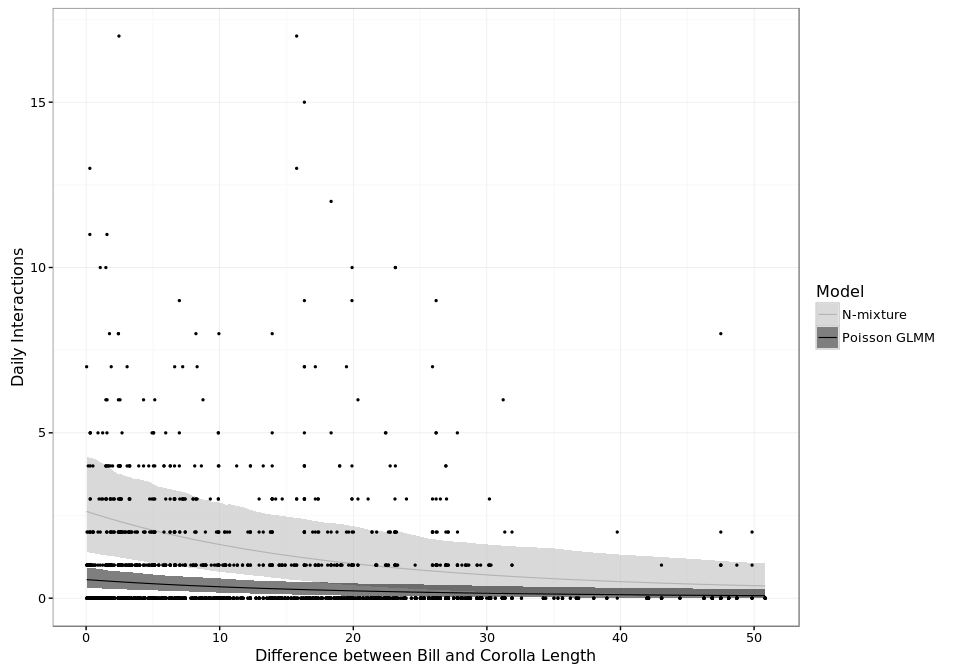 15
10
5
0
Daily Interactions
0 10 20 30 40 50
Difference between Bill and Corolla Length
Model
N-mixture
Poisson GLMM